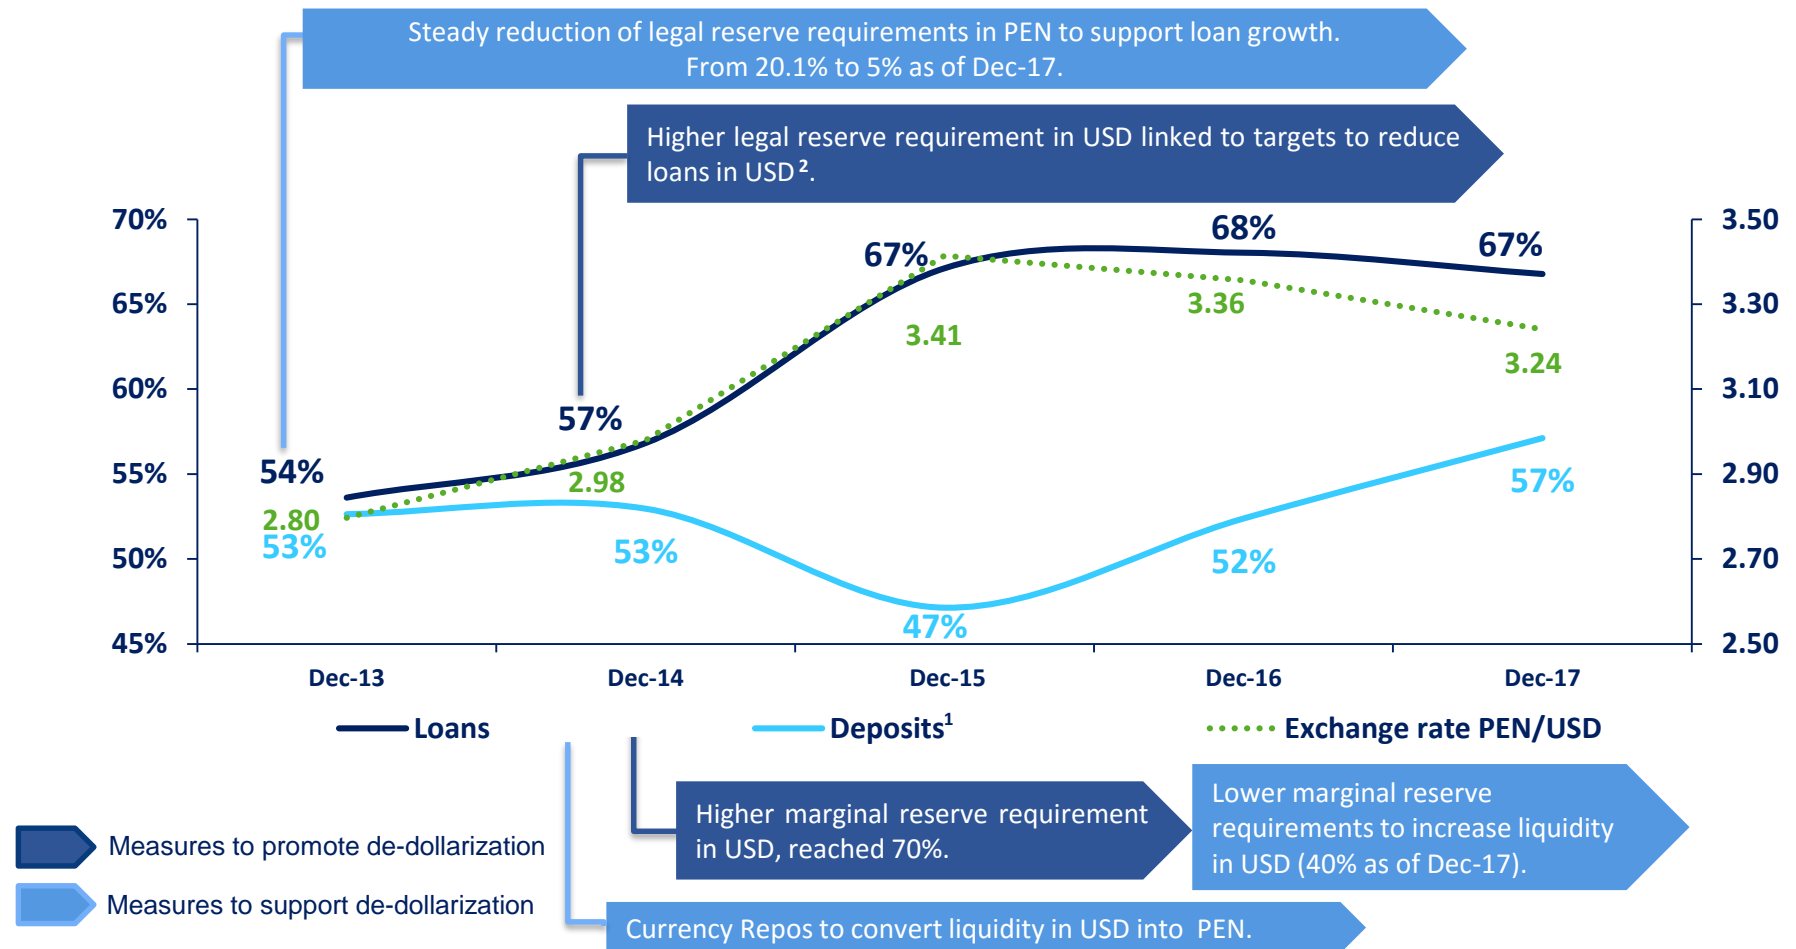 Steady reduction of legal reserve requirements in PEN to support loan growth.
From 20.1% to 5% as of Dec-17.
Higher legal reserve requirement in USD linked to targets to reduce
loans in USD ².
70%
65%
60%
55%
50%
45%
3.50
3.30
3.10
2.90
2.70
2.50
54%
57%
67%
68%
67%
2.80
2.98
3.41
3.36
3.24
53%
53%
47%
52%
57%
Dec-13
Dec-14
Dec-15
Dec-16
Dec-17
Loans
Deposits¹
Exchange rate PEN/USD
Higher marginal reserve requirement
in USD, reached 70%.
Lower marginal reserve
requirements to increase liquidity
in USD (40% as of Dec-17).
Measures to promote de-dollarization
Measures to support de-dollarization
Currency Repos to convert liquidity in USD into PEN.